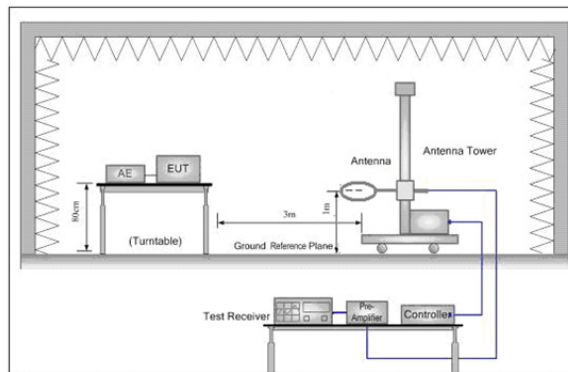 Antenna Tower
Antenna
EUT
AE
80cm
3m
1m
(Turntable)
Ground Reference Plane
Test Receiver
Pre-
Amplifier
Controller